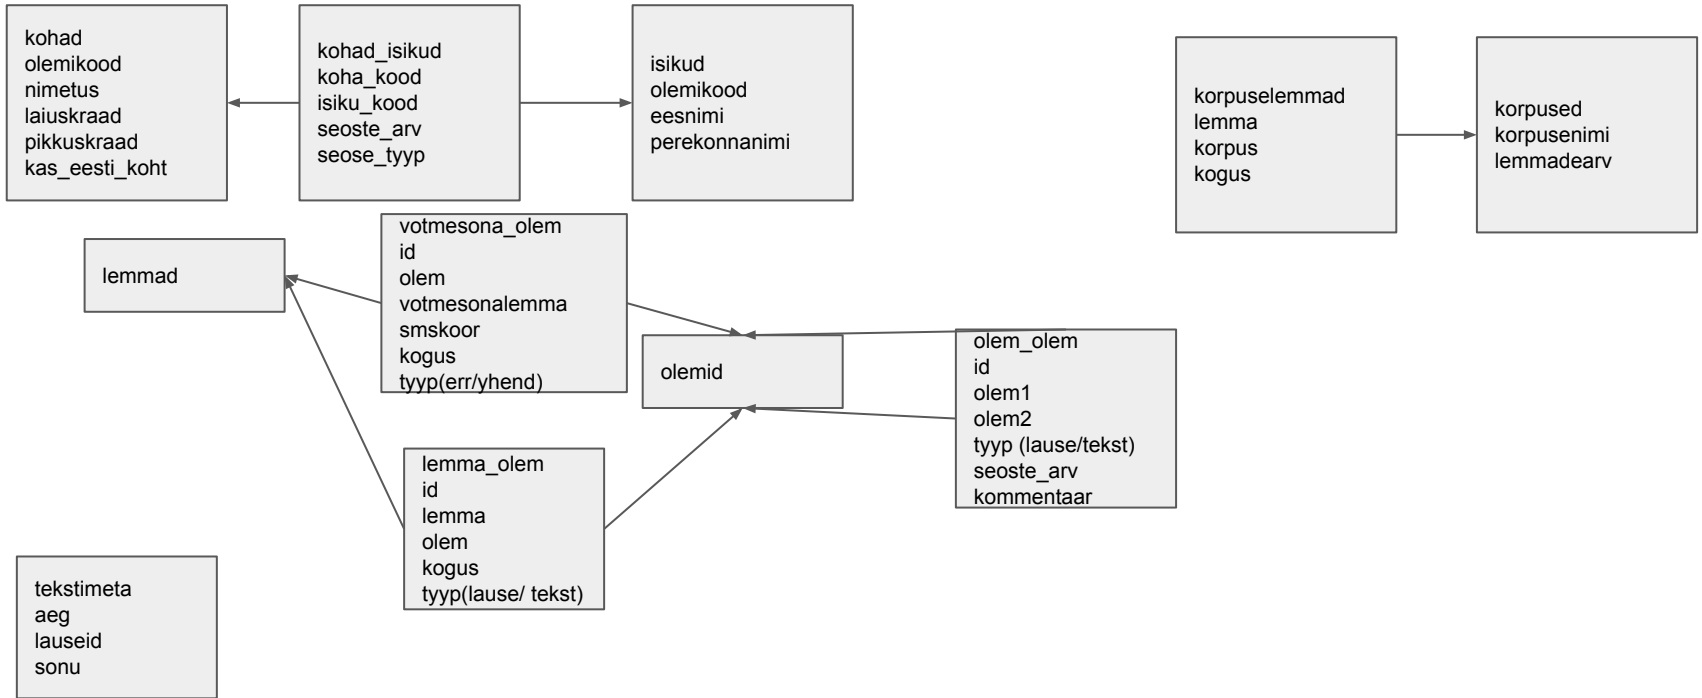 kohad
olemikood
nimetus
laiuskraad
pikkuskraad
kas_eesti_koht
kohad_isikud
koha_kood
isiku_kood
seoste_arv
seose_tyyp
isikud
olemikood
eesnimi
perekonnanimi
korpuselemmad
lemma
korpus
kogus
korpused
korpusenimi
lemmadearv
lemmad
votmesona_olem
id
olem
votmesonalemma
smskoor
kogus
tyyp(err/yhend)
olemid
olem_olem
id
olem1
olem2
tyyp (lause/tekst)
seoste_arv
kommentaar
lemma_olem
id
lemma
olem
kogus
tyyp(lause/ tekst)
tekstimeta
aeg
lauseid
sonu